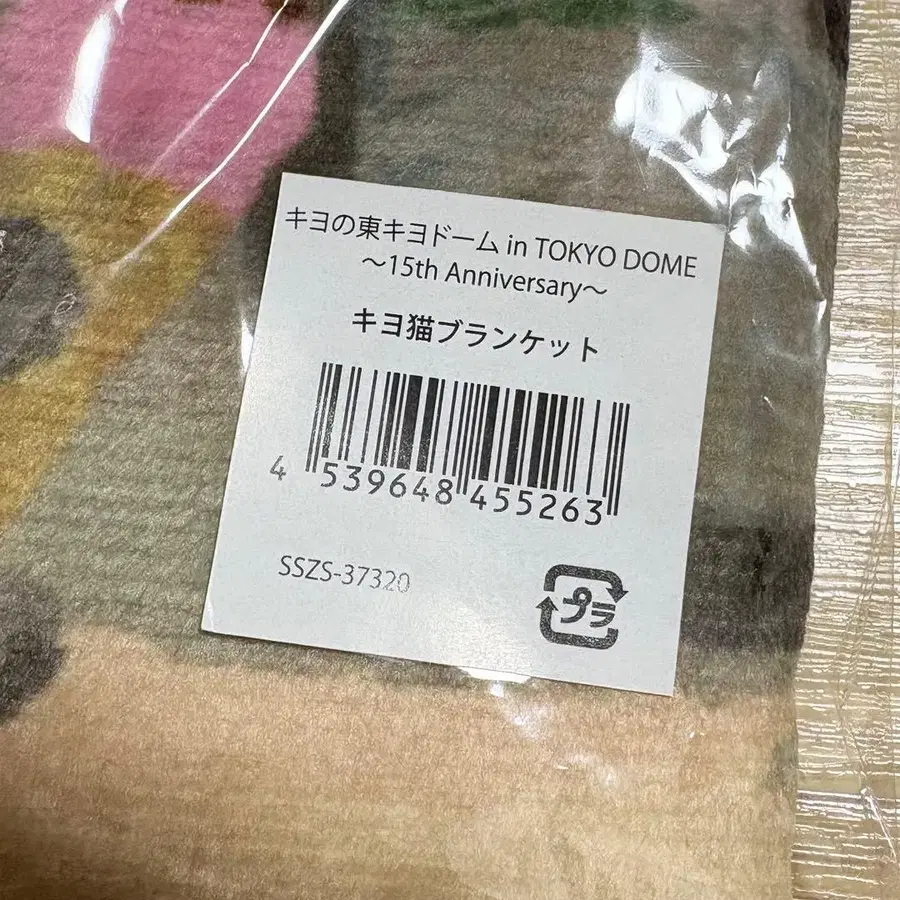 キヨの東キヨドーム in TOKYO DOME
～15th Anniversary～
キヨ猫ブランケット
4 539648 455263
SSZS-37320
プラ